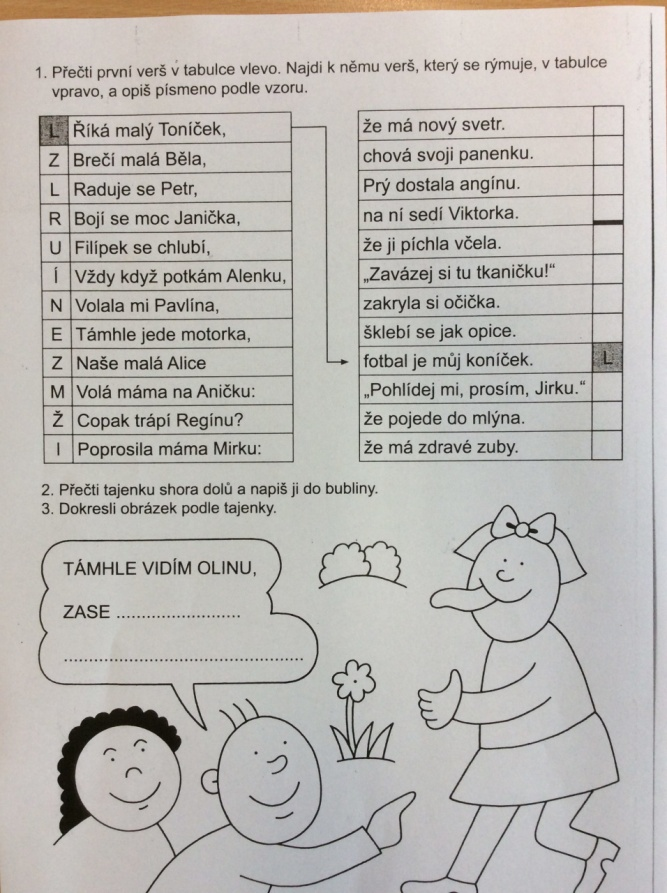 1. Přečti první verš v tabulce vlevo. Najdi k němu verš, který se rýmuje, v tabulce
vpravo, a opiš písmeno podle vzoru.
L Říká malý Toníček,
Z Brečí malá Běla,
L Raduje se Petr,
R Bojí se moc Janička,
U Filípek se chlubí,
Í Vždy když potkám Alenku,
N Volala mi Pavlína,
E Támhle jede motorka,
Z Naše malá Alice
M Volá máma na Aničku:
Ž Copak trápí Regínu?
I Poprosila máma Mirku:
že má nový svetr.
chová svoji panenku.
Prý dostala angínu.
na ní sedí Viktorka.
že ji píchla včela.
„Zavázej si tu tkaničku!“
zakryla si očička.
šklebí se jak opice.
fotbal je můj koníček. L
„Pohlídej mi, prosím, Jirku.“
že pojede do mlýna.
že má zdravé zuby.
2. Přečti tajenku shora dolů a napiš ji do bubliny.
3. Dokresli obrázek podle tajenky.
TÁMHLE VIDÍM OLINU,
ZASE ........................
..............................................